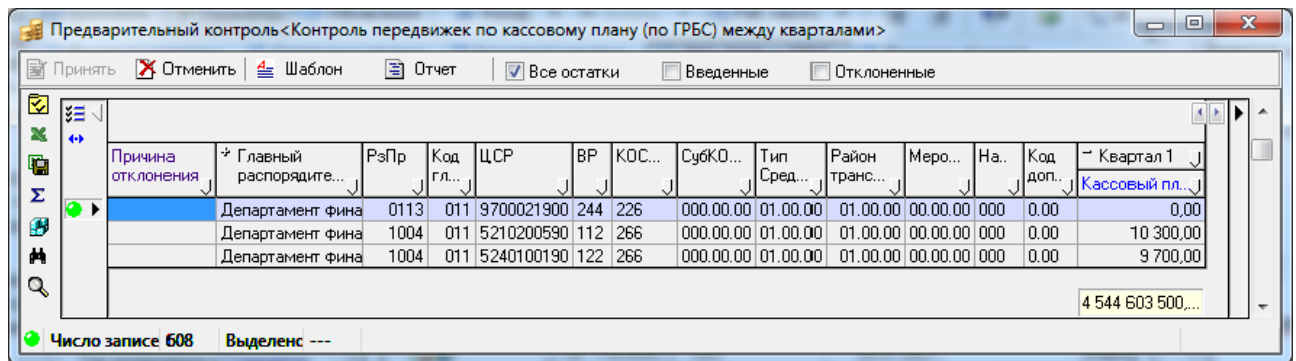 Предварительный контроль<Контроль передвижек по кассовому плану (по ГРБС) между кварталами>
Принять Отменить Шаблон Отчет Все остатки Введенные Отклоненные
Причина отклонения Главный распорядите... РзПр Код гл... ЦСР ВР КОС... СубКО... Тип Сред... Район транс... Меро... На.. Код доп... Квартал 1
Кассовый пл...
Департамент фина 0113 011 9700021900 244 226 000.00.00 01.00.00 01.00.00 00.00.00 000 0.00 0,00
Департамент фина 1004 011 5210200590 112 266 000.00.00 01.00.00 01.00.00 00.00.00 000 0.00 10 300,00
Департамент фина 1004 011 5240100190 122 266 000.00.00 01.00.00 01.00.00 00.00.00 000 0.00 9 700,00
4 544 603 500,...
Число записе 608 Выделенс ---